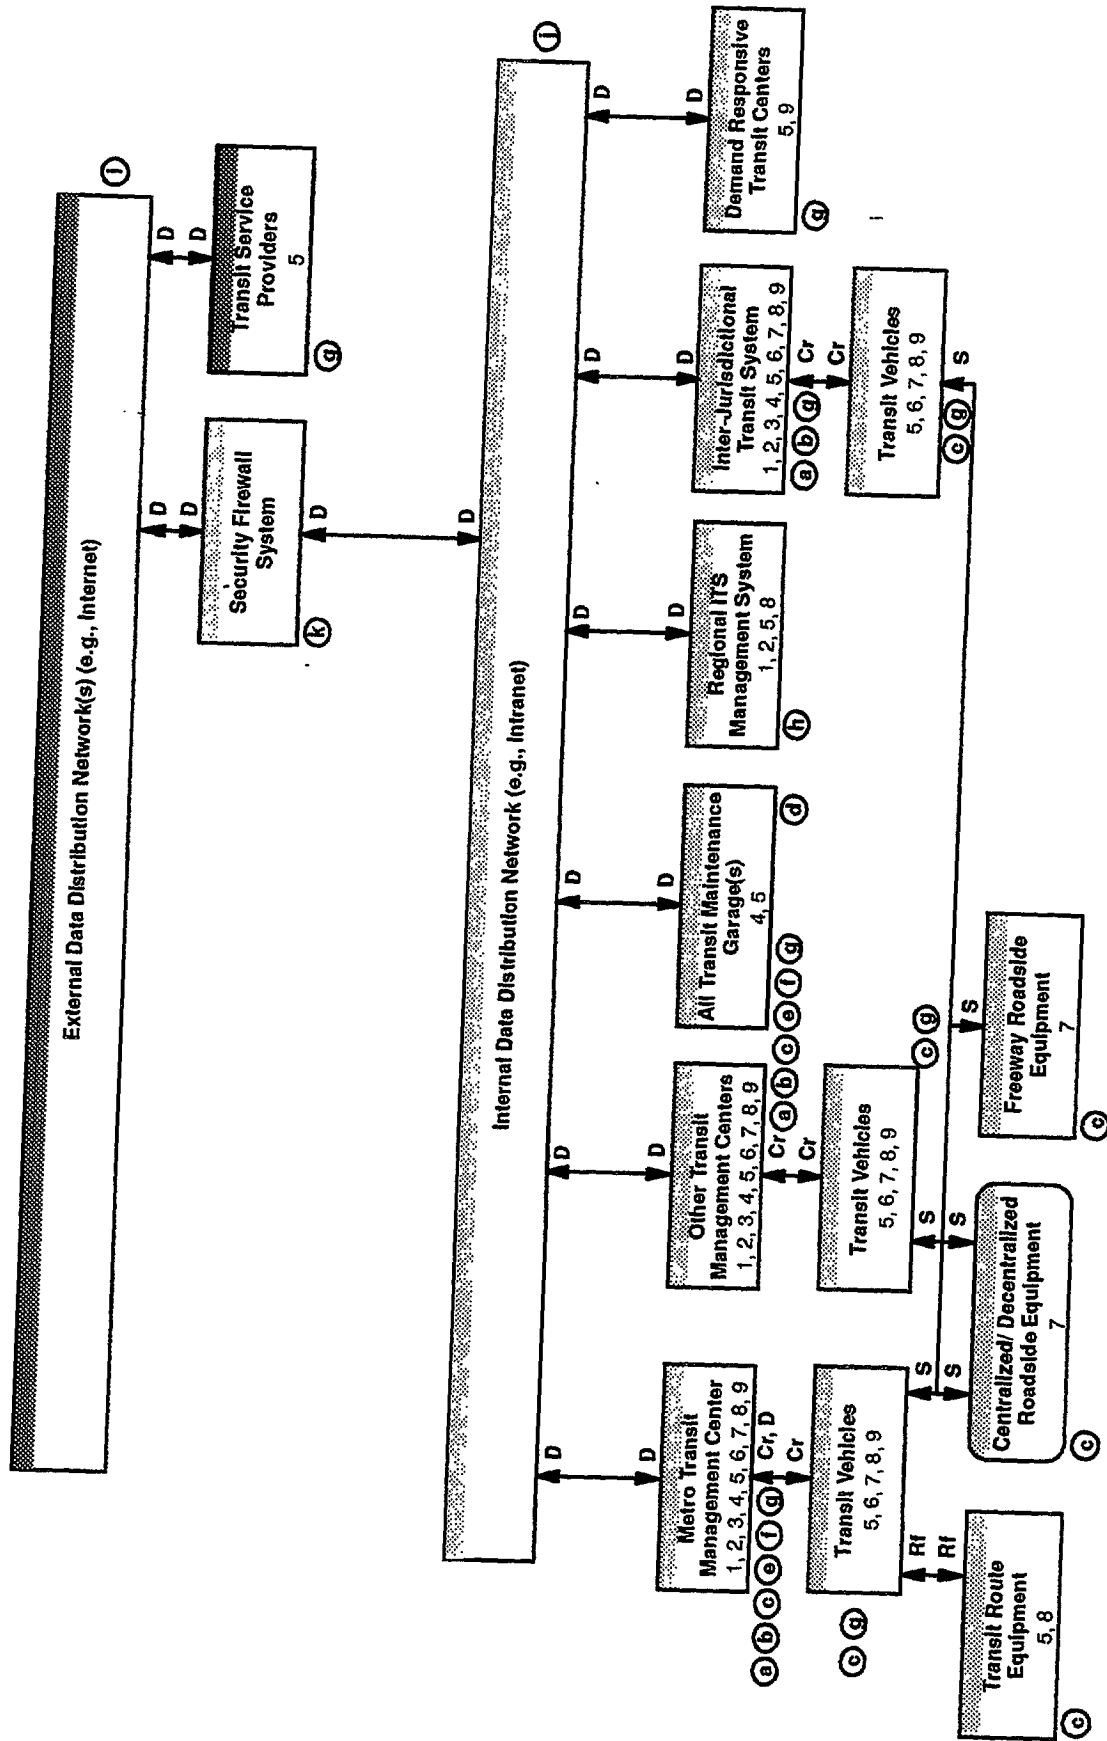 External Data Distribution Network(s) (e.g., Internet)
j
D
D
D
D
Security Firewall
System
k
Transit Service
Providers
5
g
D
D
Internal Data Distribution Network (e.g., Intranet)
j
D
D
D
D
D
D
D
D
D
D
D
D
Metro Transit
Management Center
1, 2, 3, 4, 5, 6, 7, 8, 9
a b c e f g
Cr, D
Cr
Other Transit
Management Centers
1, 2, 3, 4, 5, 6, 7, 8, 9
Cr
a b c e f g
Cr
All Transit Maintenance
Garage(s)
4, 5
d
Regional ITS
Management System
1, 2, 5, 8
h
Inter-Jurisdictional
Transit System
1, 2, 3, 4, 5, 6, 7, 8, 9
a b g
Cr
Cr
Demand Responsive
Transit Centers
5, 9
g
Transit Vehicles
5, 6, 7, 8, 9
c g
Transit Vehicles
5, 6, 7, 8, 9
c g
Transit Vehicles
5, 6, 7, 8, 9
c g
S
Rf
Rf
S
S
S
S
S
Transit Route
Equipment
5, 8
c
Centralized/ Decentralized
Roadside Equipment
7
c
Freeway Roadside
Equipment
7
c